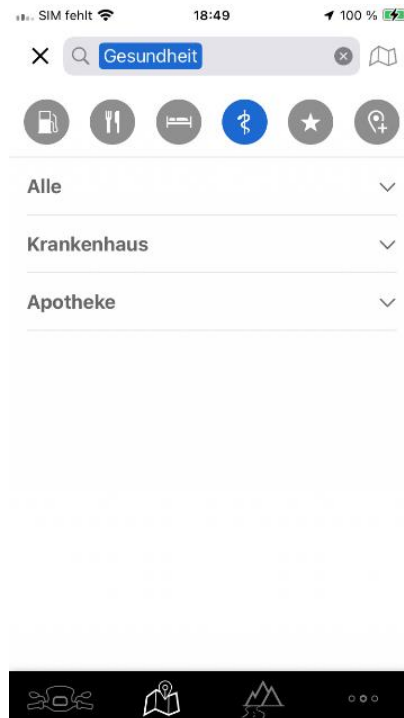 SIM fehlt 18:49 100 %
Gesundheit
Alle
Krankenhaus
Apotheke